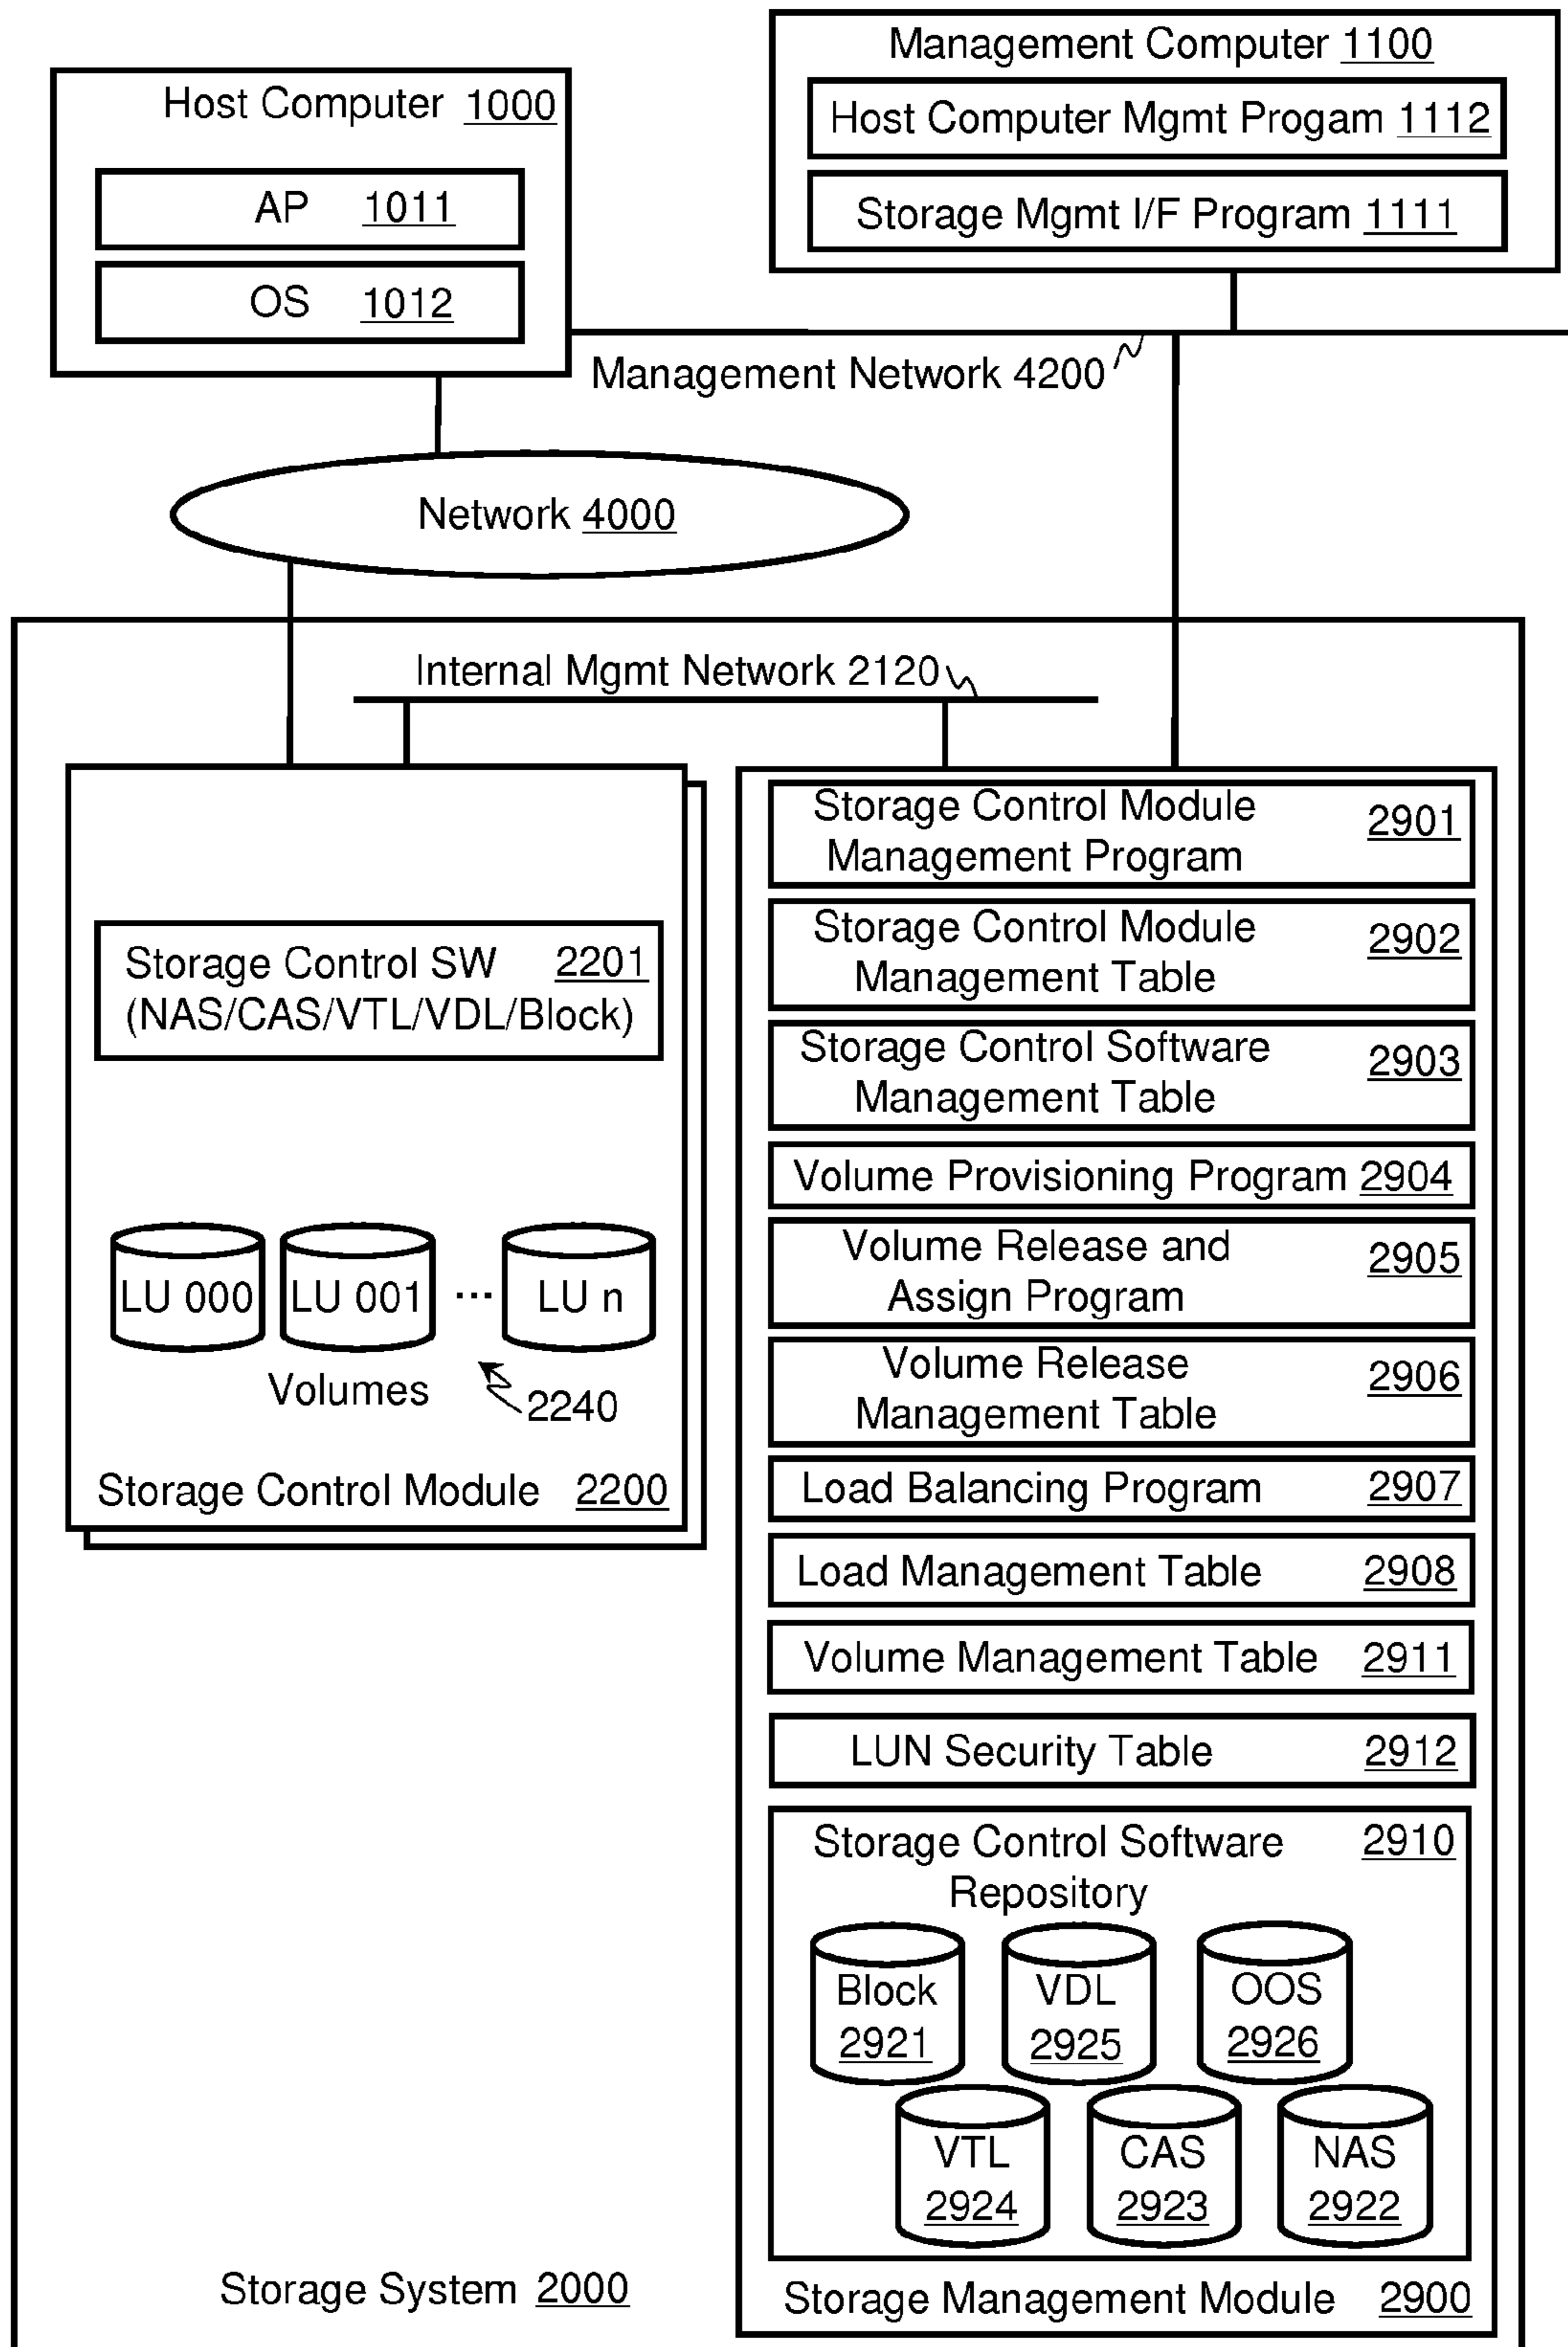 Management Computer 1100
Host Computer Mgmt Progam 1112
Storage Mgmt I/F Program 1111
Host Computer 1000
AP 1011
OS 1012
Management Network 4200
Network 4000
Internal Mgmt Network 2120
Storage Control SW 2201
(NAS/CAS/VTL/VDL/Block)
LU 000 LU 001 ... LU n
Volumes
2240
Storage Control Module 2200
Storage Control Module 2901
Management Program
Storage Control Module 2902
Management Table
Storage Control Software 2903
Management Table
Volume Provisioning Program 2904
Volume Release and 2905
Assign Program
Volume Release 2906
Management Table
Load Balancing Program 2907
Load Management Table 2908
Volume Management Table 2911
LUN Security Table 2912
Storage Control Software 2910
Repository
Block VDL OOS
2921 2925 2926
VTL CAS NAS
2924 2923 2922
Storage System 2000
Storage Management Module 2900